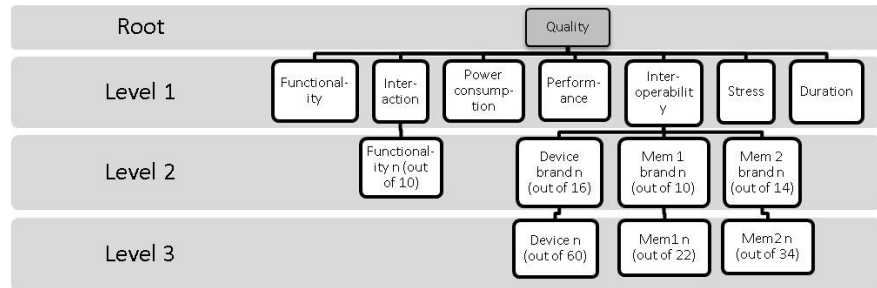 Root
Quality
Level 1
Functional-
ity
Inter-
action
Power
consump-
tion
Perform-
ance
Inter-
operabilit
y
Stress
Duration
Level 2
Functional-
ity n (out
of 10)
Device
brand n
(out of 16)
Mem 1
brand n
(out of 10)
Mem 2
brand n
(out of 14)
Level 3
Device n
(out of 60)
Mem1 n
(out of 22)
Mem2 n
(out of 34)